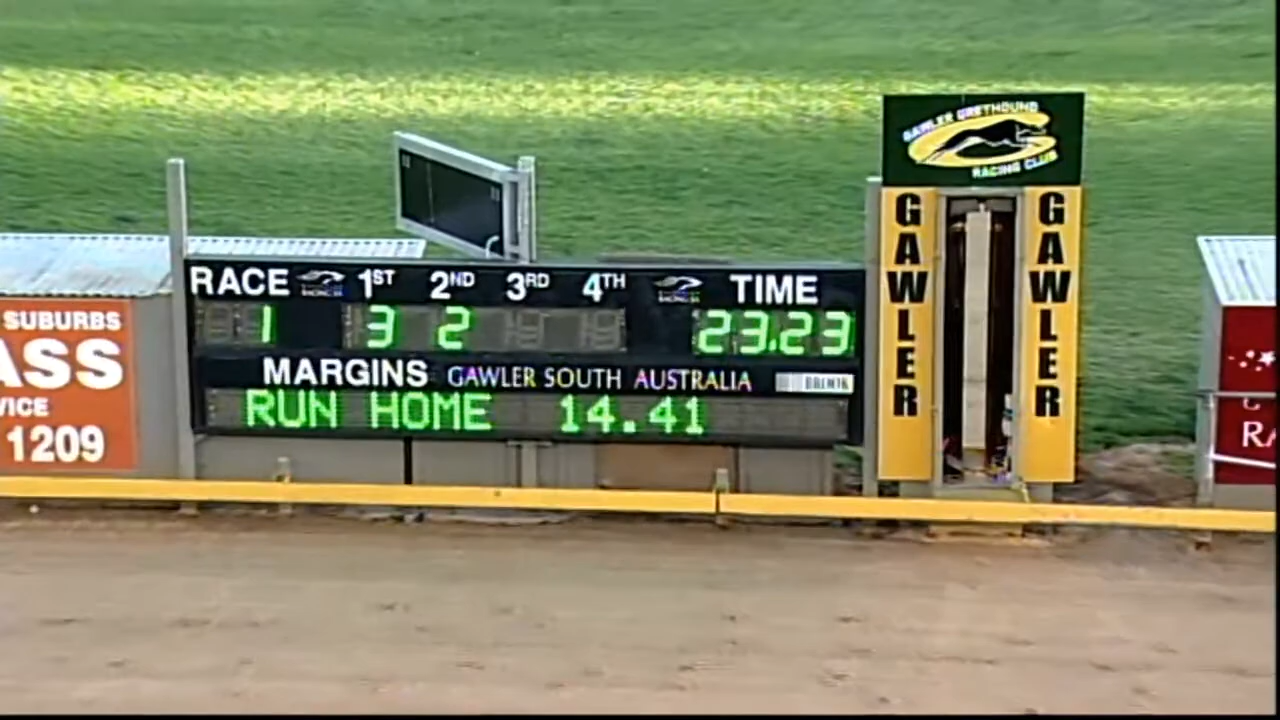 GAWLER GREYHOUND
RACING CLUB
GAWLER
GAWLER
RACE 1ST 2ND 3RD 4TH TIME
1 3 2 23.23
MARGINS GAWLER SOUTH AUSTRALIA
RUN HOME 14.41
SUBURBS
ASS
VICE
1209
RA